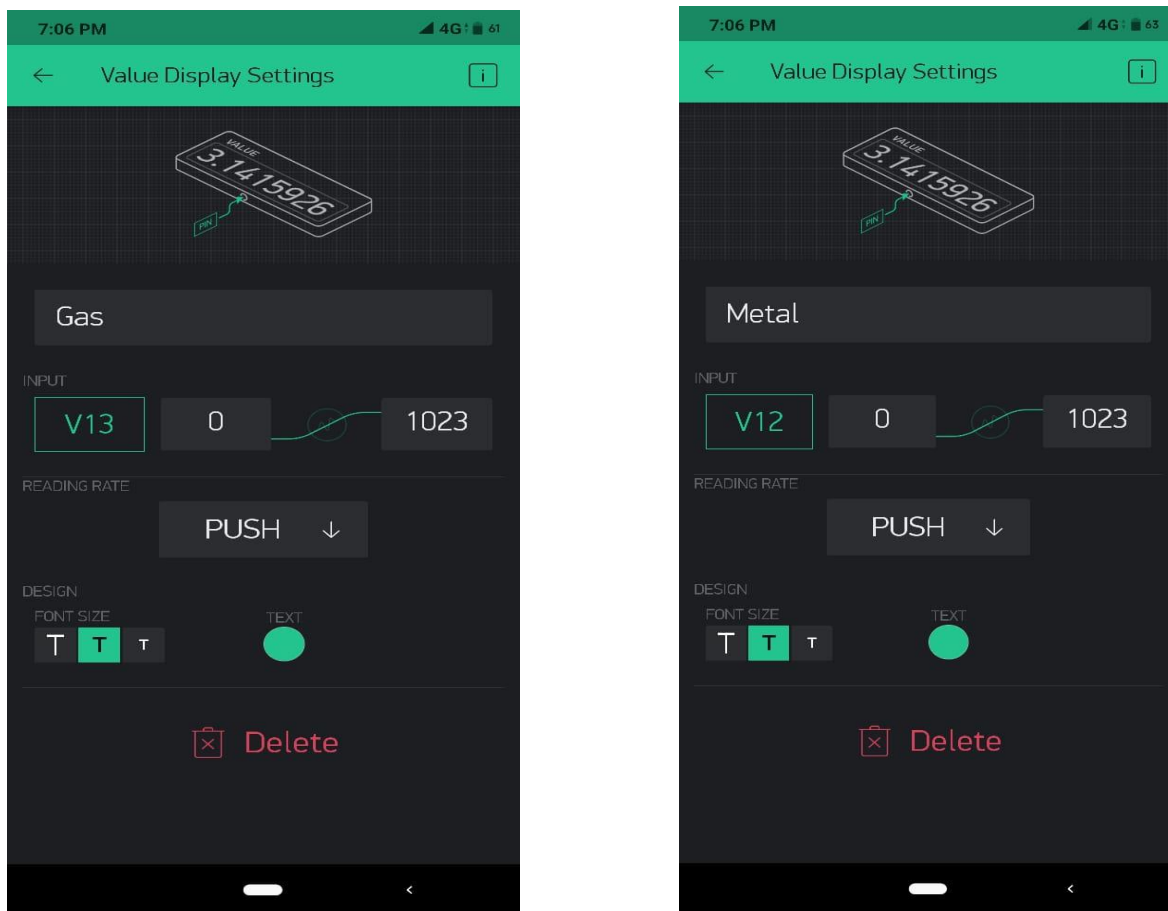 7:06 PM 4G 61
Value Display Settings i
VALUE
3.1415926
PIN
Gas
INPUT
V13 0 1023
READING RATE
PUSH ↓
DESIGN
FONT SIZE TEXT
T T T
Delete
7:06 PM 4G 63
Value Display Settings i
VALUE
3.1415926
PIN
Metal
INPUT
V12 0 1023
READING RATE
PUSH ↓
DESIGN
FONT SIZE TEXT
T T T
Delete